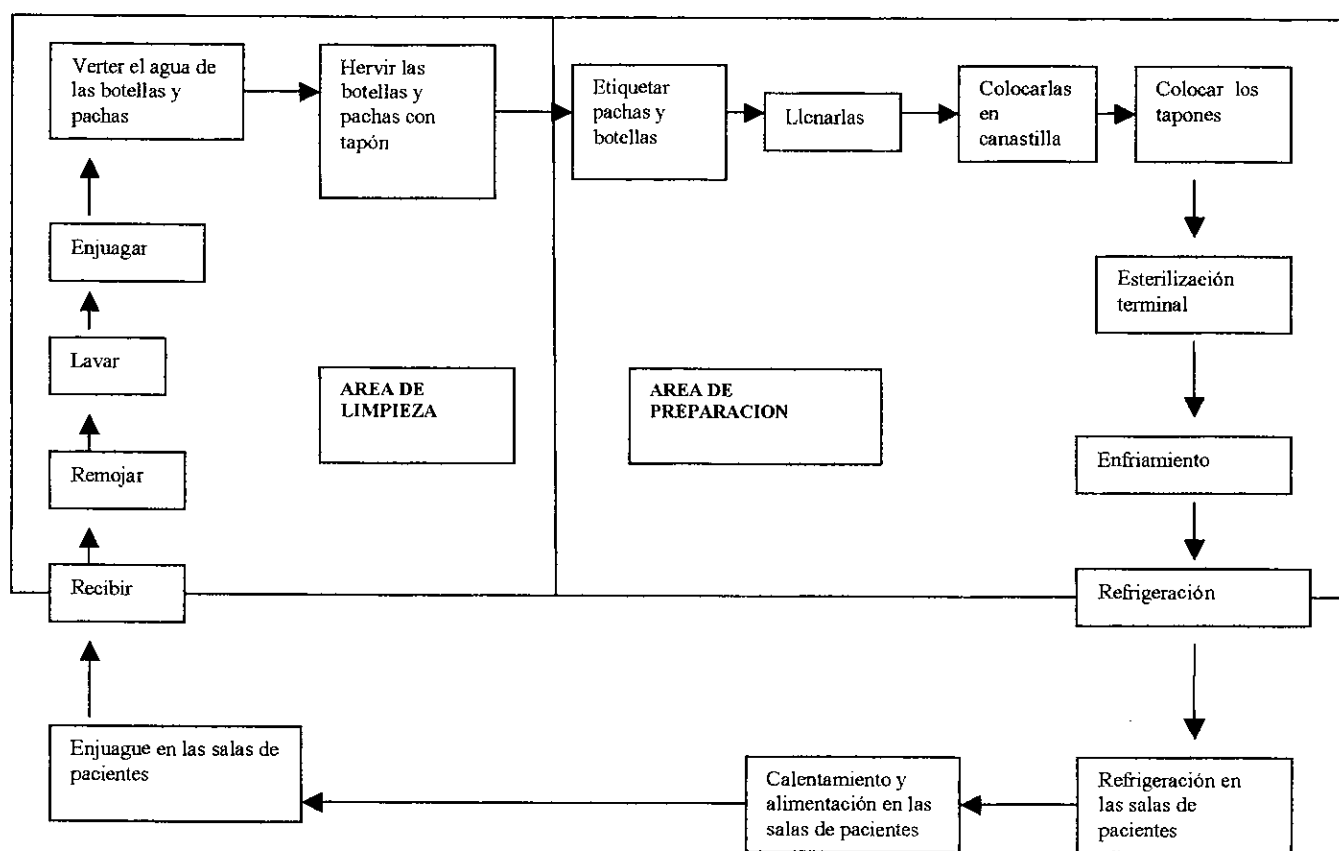 Verter el agua de
las botellas y
pachas
Hervir las
botellas y
pachas con
tapón
Etiquetar
pachas y
botellas
Llenarlas
Colocarlas
en
canastilla
Colocar los
tapones
Enjuagar
Esterilización
terminal
Lavar
AREA DE
LIMPIEZA
AREA DE
PREPARACION
Remojar
Enfriamiento
Recibir
Refrigeración
Enjuague en las salas de
pacientes
Calentamiento y
alimentación en las
salas de pacientes
Refrigeración en
las salas de
pacientes